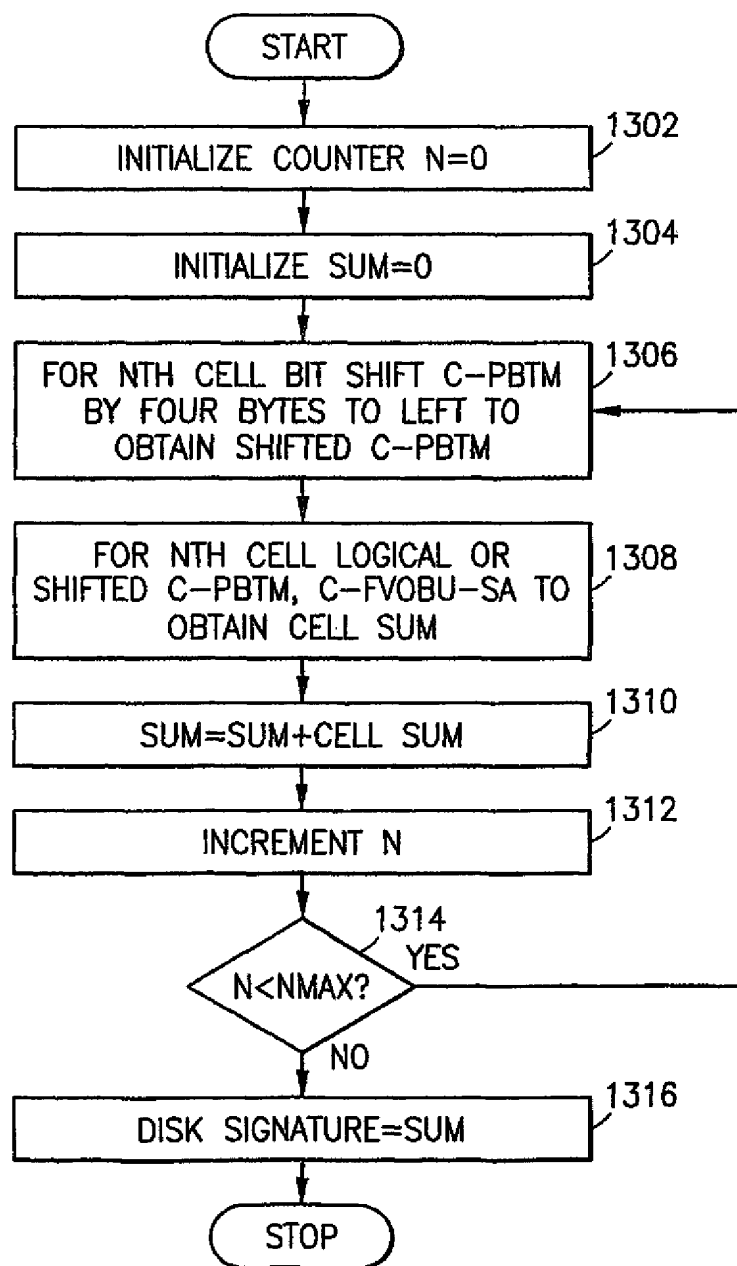 START
1302
INITIALIZE COUNTER N=0
1304
INITIALIZE SUM=0
1306
FOR NTH CELL BIT SHIFT C-PBTM
BY FOUR BYTES TO LEFT TO
OBTAIN SHIFTED C-PBTM
1308
FOR NTH CELL LOGICAL OR
SHIFTED C-PBTM, C-FVOBU-SA TO
OBTAIN CELL SUM
1310
SUM=SUM+CELL SUM
1312
INCREMENT N
1314
YES
N<NMAX?
NO
1316
DISK SIGNATURE=SUM
STOP